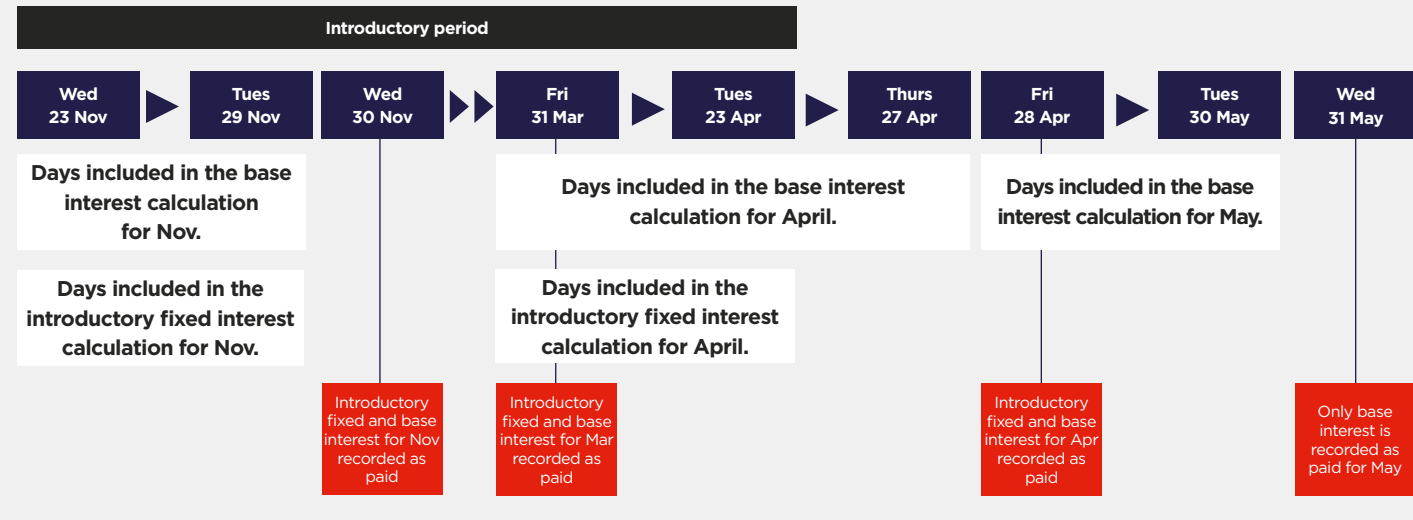 Introductory period
Wed
23 Nov
Tues
29 Nov
Wed
30 Nov
Fri
31 Mar
Tues
23 Apr
Thurs
27 Apr
Fri
28 Apr
Tues
30 May
Wed
31 May
Days included in the base
interest calculation
for Nov.
Days included in the base interest
calculation for April.
Days included in the base
interest calculation for May.
Days included in the
introductory fixed interest
calculation for Nov.
Days included in the
introductory fixed interest
calculation for April.
Introductory
fixed and base
interest for Nov
recorded as
paid
Introductory
fixed and base
interest for Mar
recorded as
paid
Introductory
fixed and base
interest for Apr
recorded as
paid
Only base
interest is
recorded as
paid for May